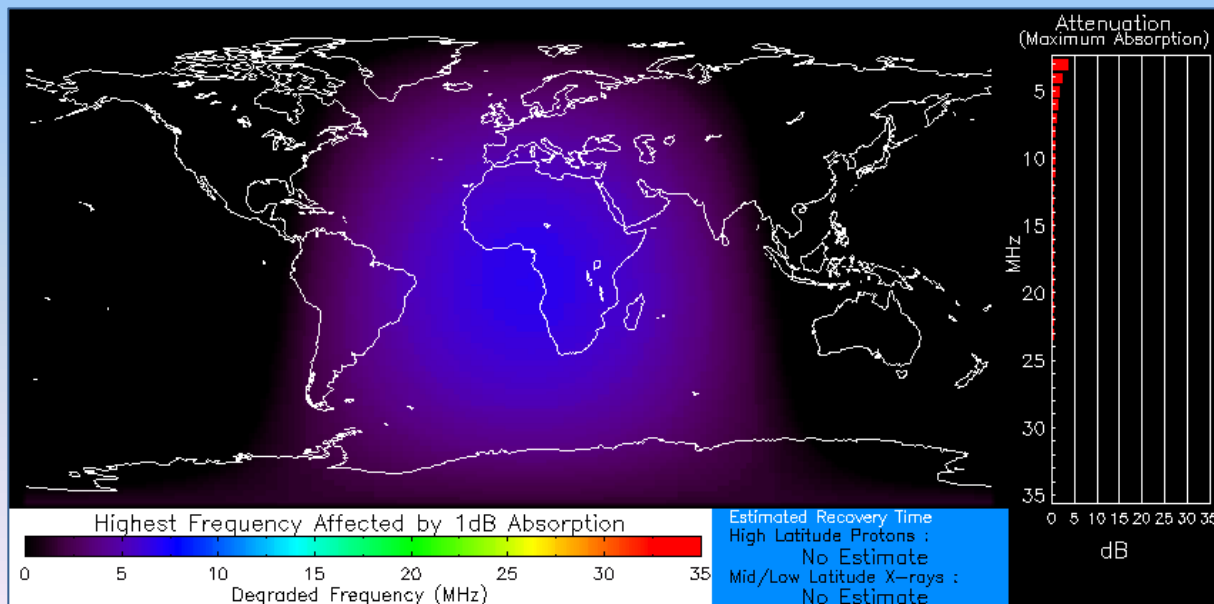 Attenuation
(Maximum Absorption)
5
10
15
20
25
30
35
MHz
0 5 10 15 20 25 30 35
dB
Highest Frequency Affected by 1dB Absorption
0 5 10 15 20 25 30 35
Degraded Frequency (MHz)
Estimated Recovery Time
High Latitude Protons :
No Estimate
Mid/Low Latitude X-rays :
No Estimate